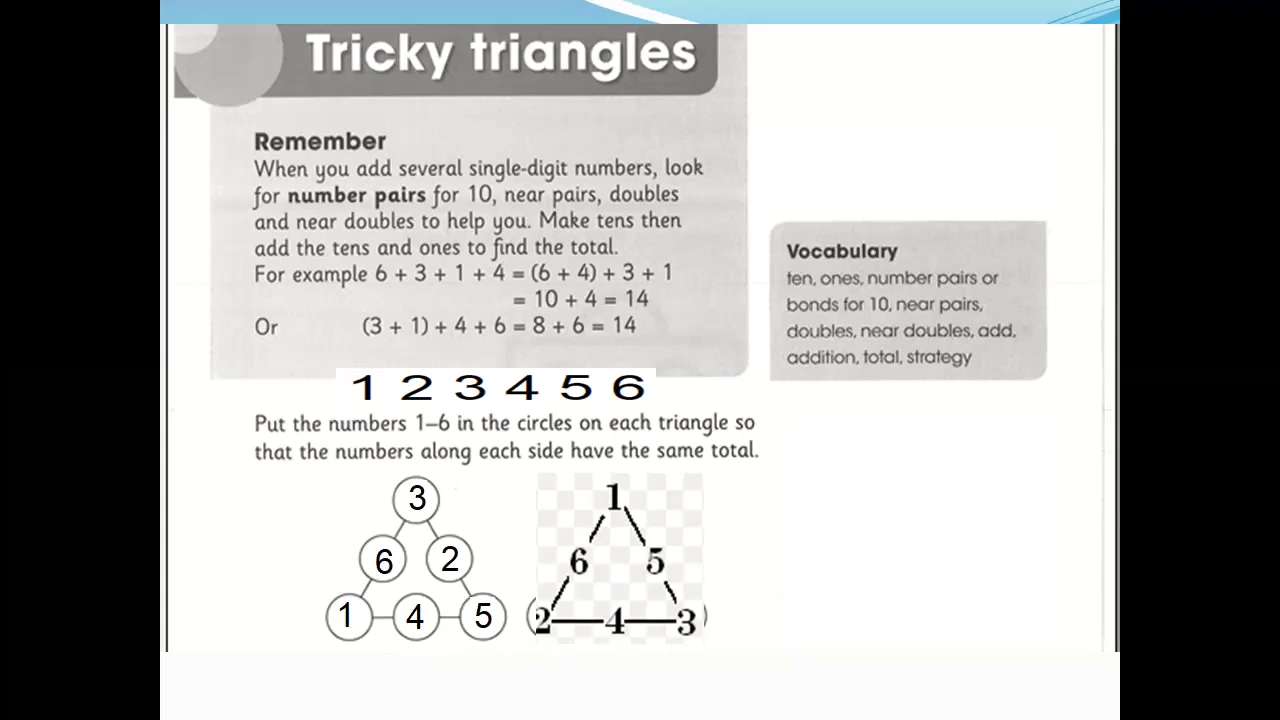 Tricky triangles
Remember
When you add several single-digit numbers, look
for number pairs for 10, near pairs, doubles
and near doubles to help you. Make tens then
add the tens and ones to find the total.
For example 6 + 3 + 1 + 4 = (6 + 4) + 3 + 1
= 10 + 4 = 14
Or (3 + 1) + 4 + 6 = 8 + 6 = 14
Vocabulary
ten, ones, number pairs or
bonds for 10, near pairs,
doubles, near doubles, add,
addition, total, strategy
1 2 3 4 5 6
Put the numbers 1–6 in the circles on each triangle so
that the numbers along each side have the same total.
3
6 2
1 4 5
1
6 5
2 4 3